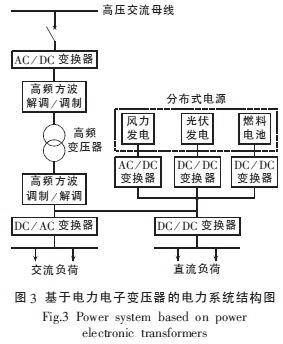 高压交流母线
AC/DC 变换器
高频方波
解调/调制
高频
变压器
高频方波
调制/解调
DC/AC 变换器
交流负荷
分布式电源
风力
发电
光伏
发电
燃料
电池
AC/DC
变换器
DC/DC
变换器
DC/DC
变换器
DC/DC 变换器
直流负荷
图 3 基于电力电子变压器的电力系统结构图
Fig.3 Power system based on power
electronic transformers